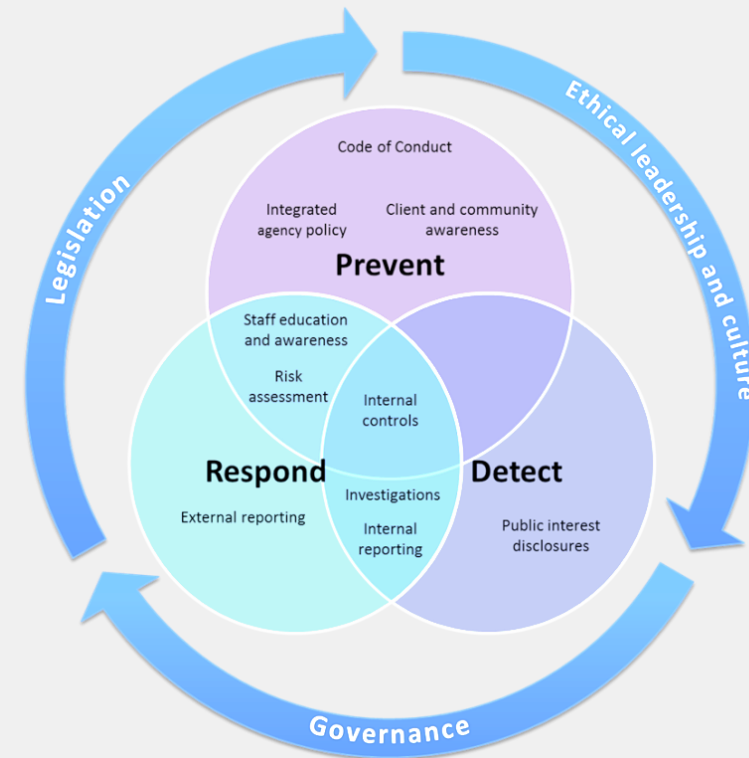 Legislation
Ethical leadership and culture
Code of Conduct
Integrated
agency policy
Client and community
awareness
Prevent
Staff education
and awareness
Risk
assessment
Internal
controls
Respond
Detect
External reporting
Investigations
Internal
reporting
Public interest
disclosures
Governance